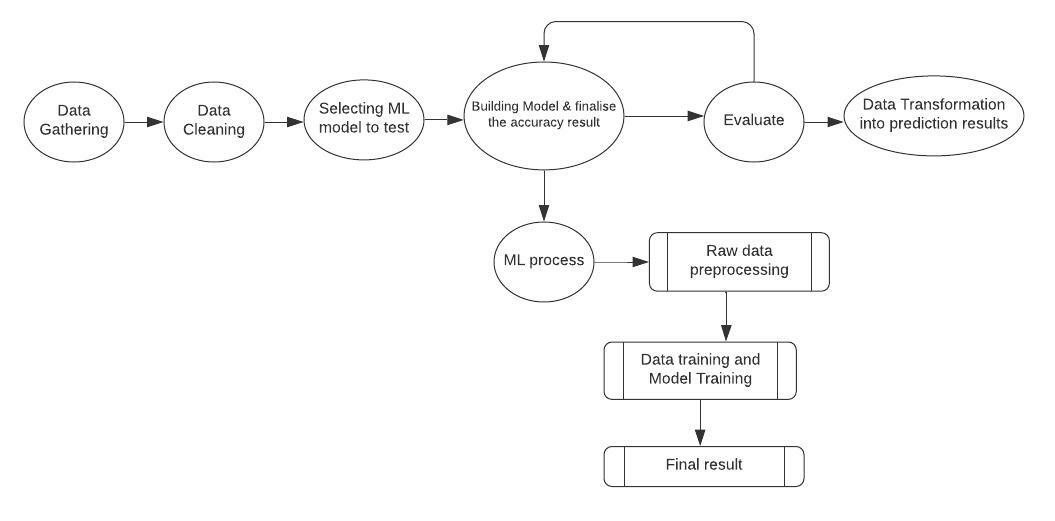 Data
Gathering
Data
Cleaning
Selecting ML
model to test
Building Model & finalise
the accuracy result
Evaluate
Data Transformation
into prediction results
ML process
Raw data
preprocessing
Data training and
Model Training
Final result